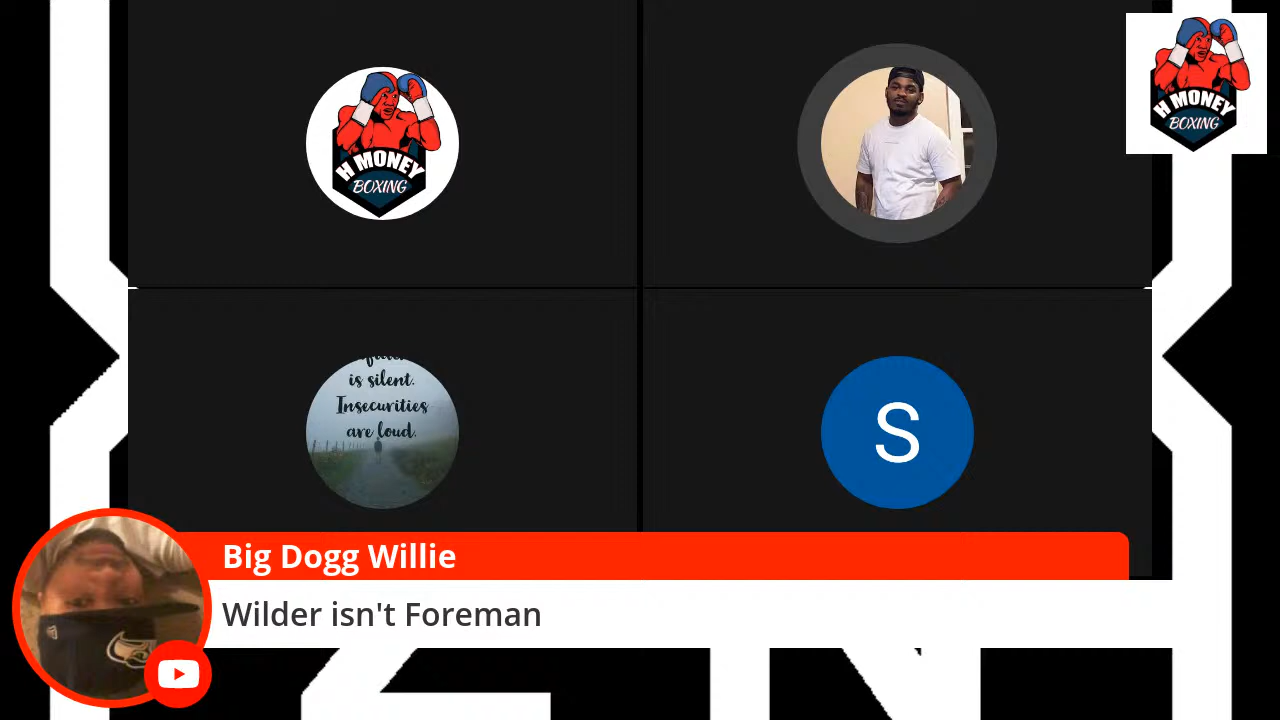 H MONEY
BOXING
H MONEY
BOXING
is silent.
Insecurities
are loud.
S
Big Dogg Willie
Wilder isn't Foreman